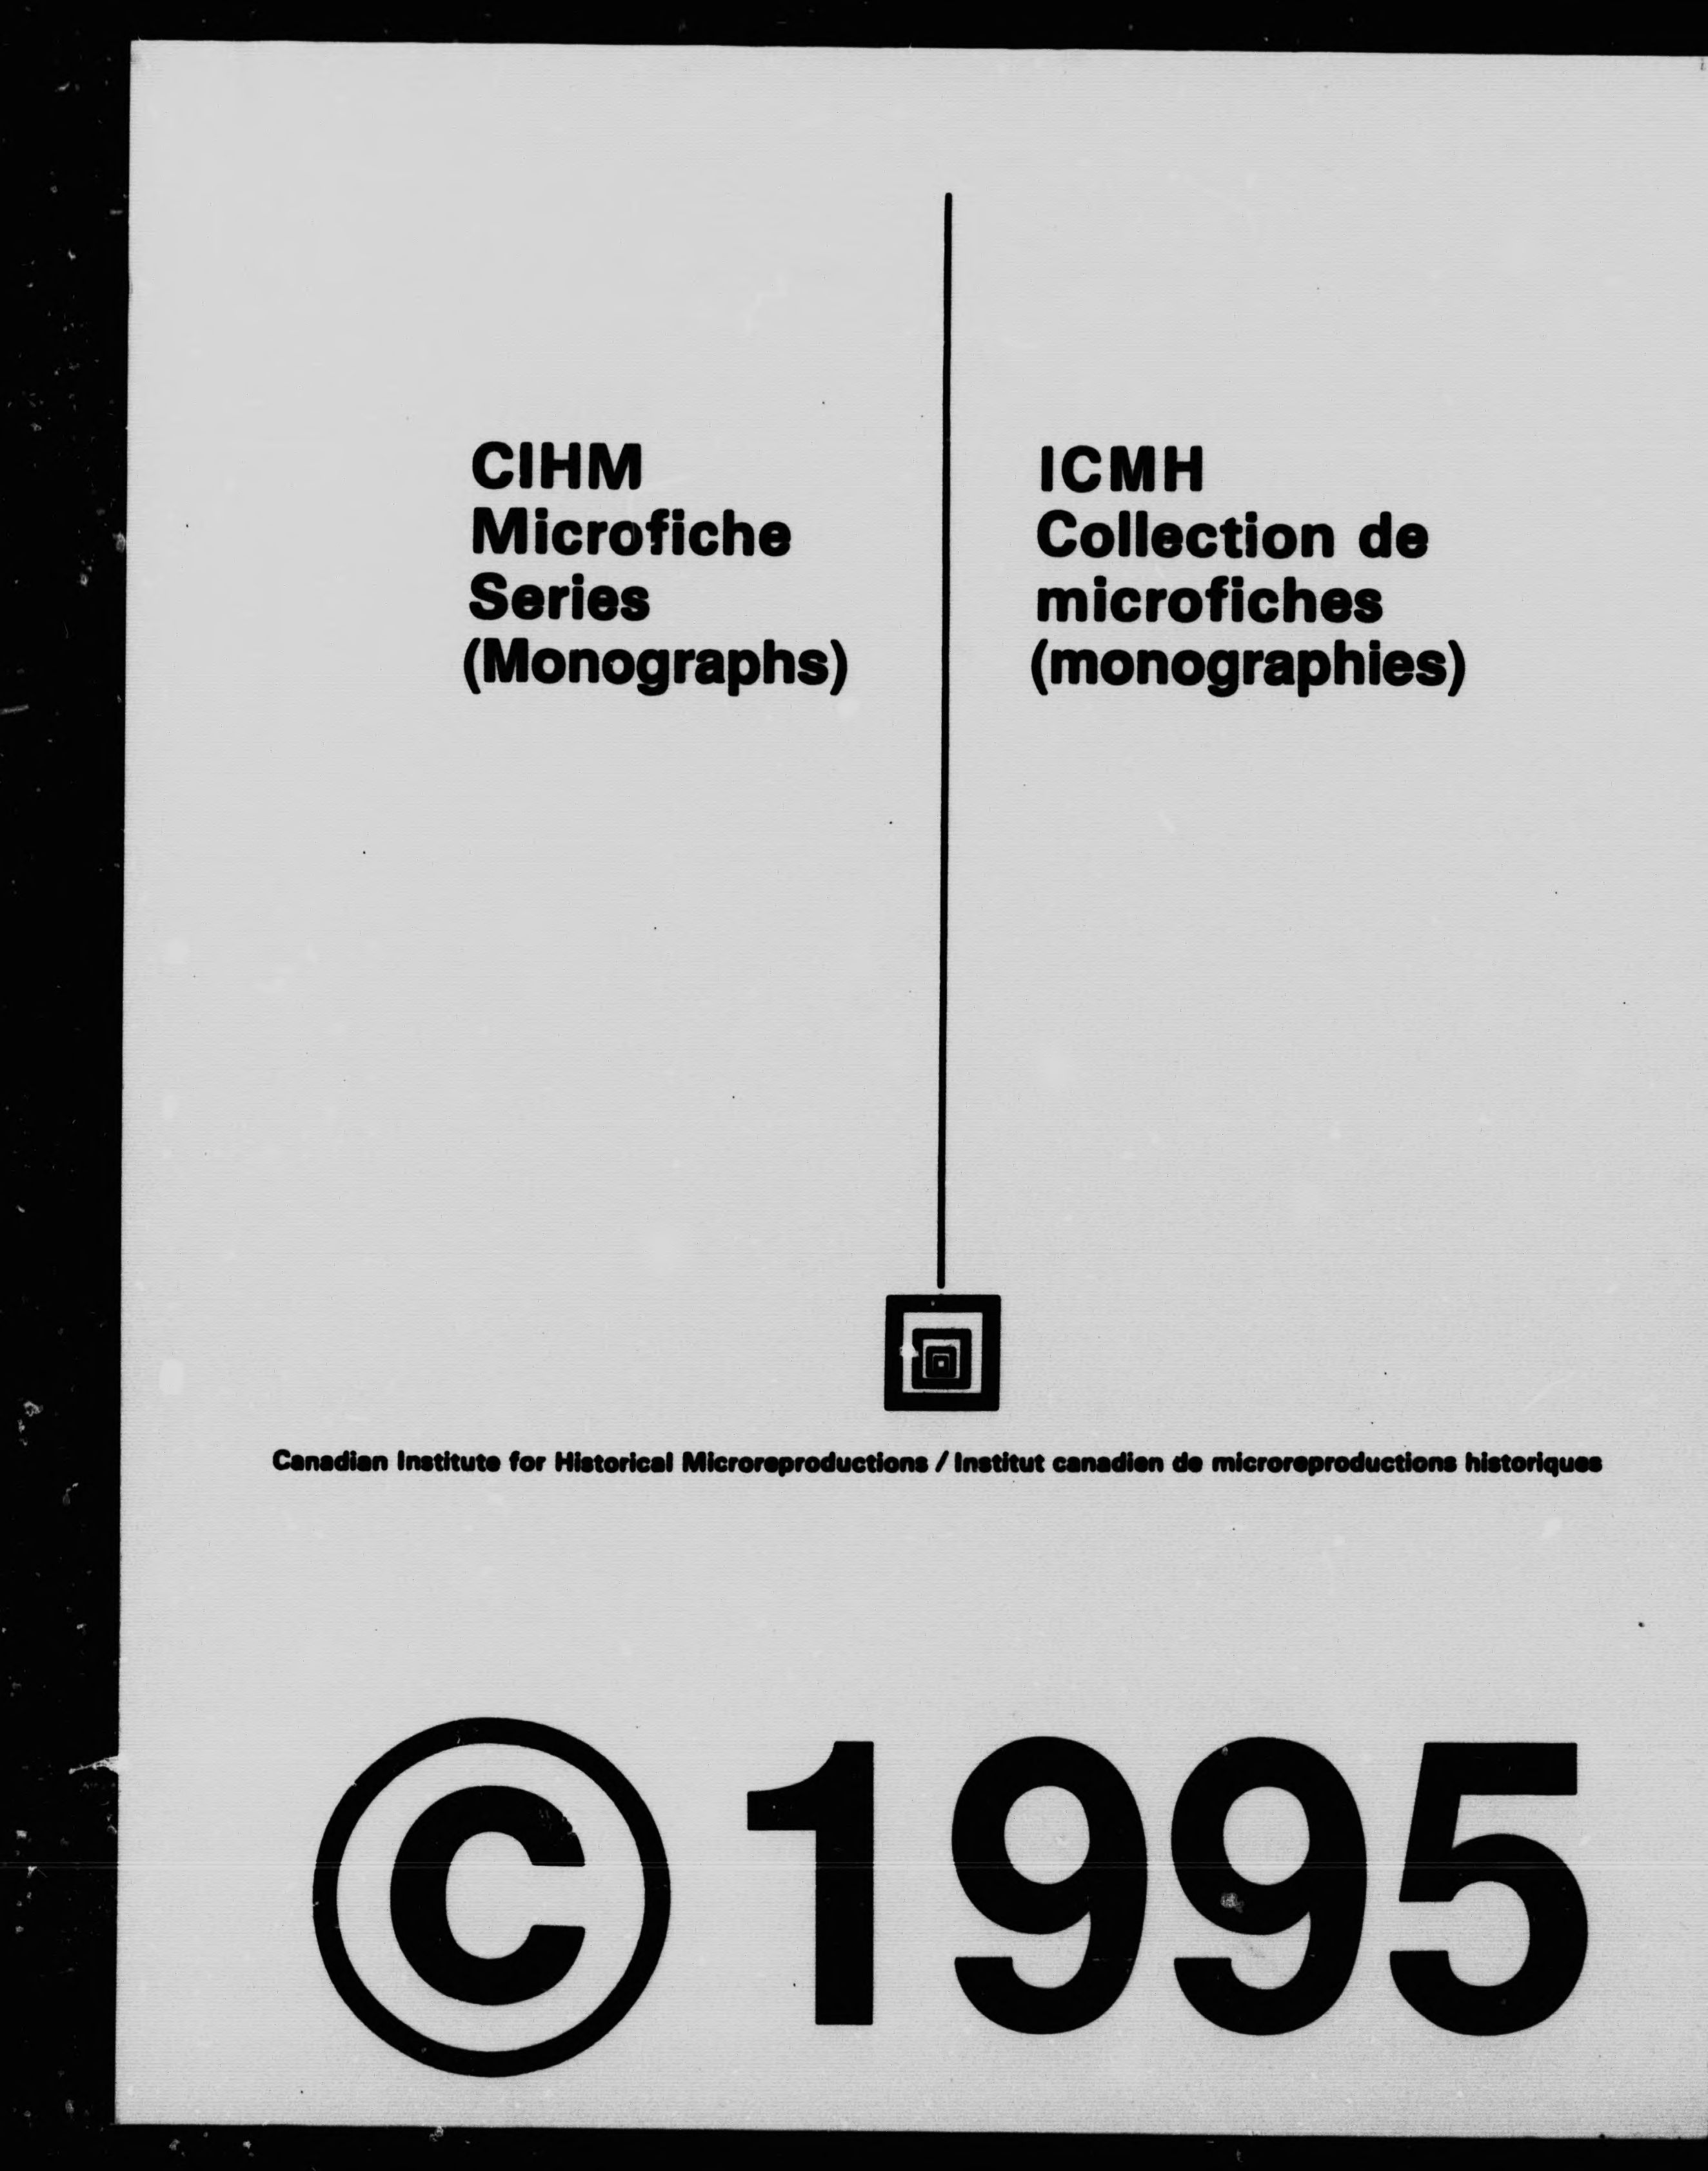 CIHM
Microfiche
Series
(Monographs)
ICMH
Collection de
microfiches
(monographies)
Canadian Institute for Historical Microreproductions / Institut canadien de microreproductions historiques
© 1995